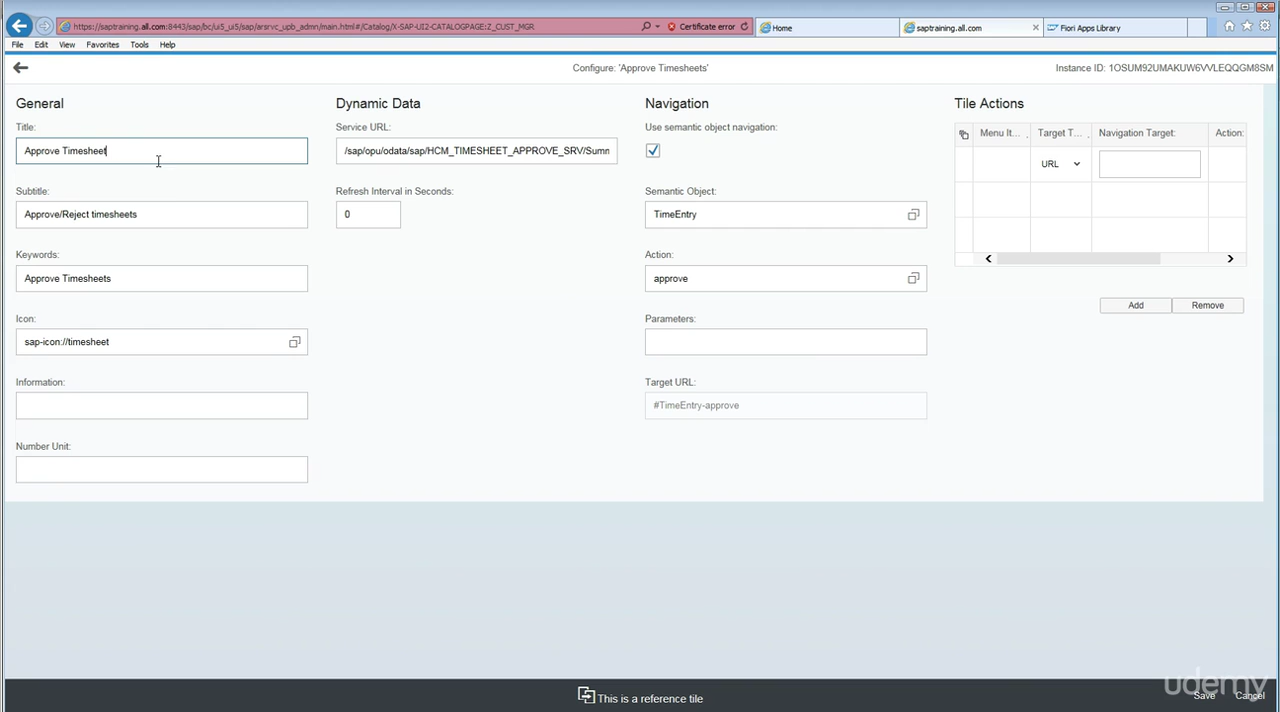 https://saptraining.all.com:8443/sap/bc/ui5_ui5/sap/arsrvc_upb_admn/main.html#/Catalog/X-SAP-UI2-CATALOGPAGE:Z_CUST_MGR
Certificate error
Home
saptraining.all.com
Fiori Apps Library
File Edit View Favorites Tools Help
Configure: 'Approve Timesheets'
Instance ID: 1OSUM92UMAKUW6VVLEQQGM8SM
General
Title:
Approve Timesheet
Subtitle:
Approve/Reject timesheets
Keywords:
Approve Timesheets
Icon:
sap-icon://timesheet
Information:
Number Unit:
Dynamic Data
Service URL:
/sap/opu/odata/sap/HCM_TIMESHEET_APPROVE_SRV/Summ
Refresh Interval in Seconds:
0
Navigation
Use semantic object navigation:
Semantic Object:
TimeEntry
Action:
approve
Parameters:
Target URL:
#TimeEntry-approve
Tile Actions
Menu It... Target T... Navigation Target: Action:
URL
Add Remove
This is a reference tile
Save Cancel
udemy